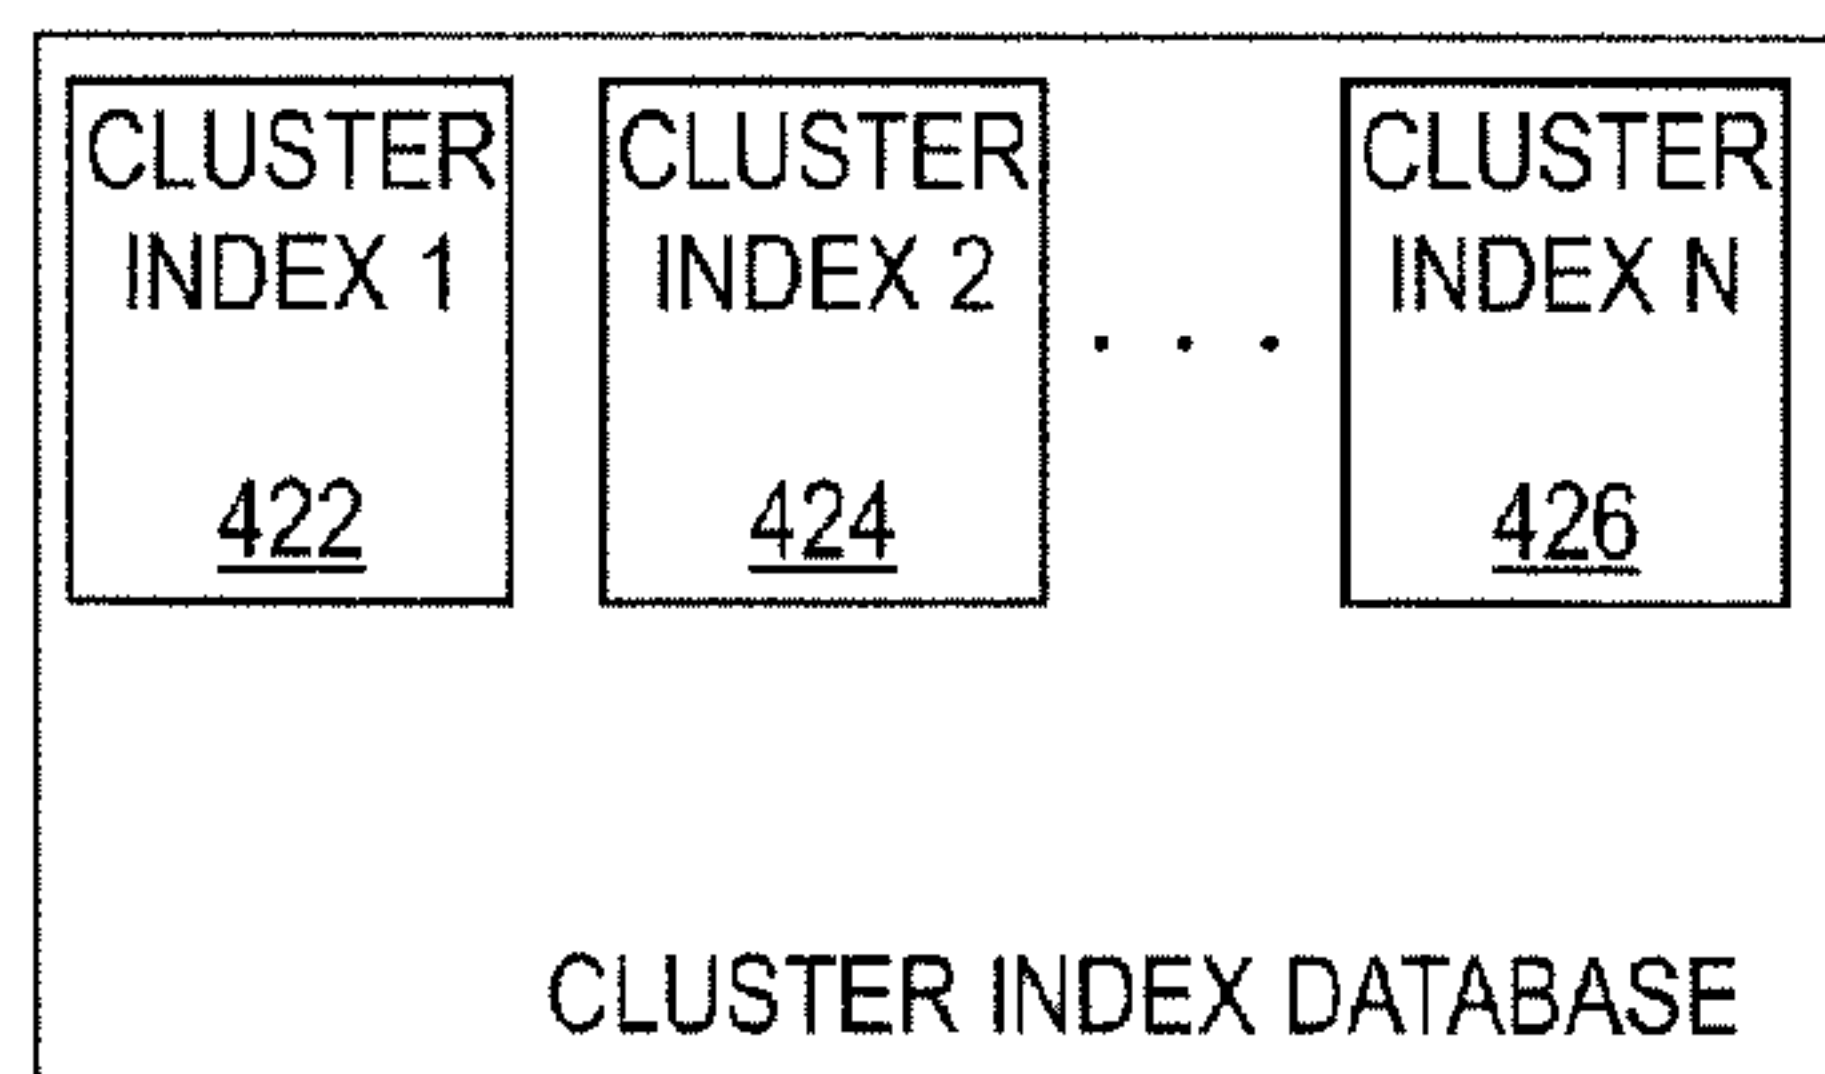 CLUSTER
INDEX 1
422
CLUSTER
INDEX 2
424
. . .
CLUSTER
INDEX N
426
CLUSTER INDEX DATABASE